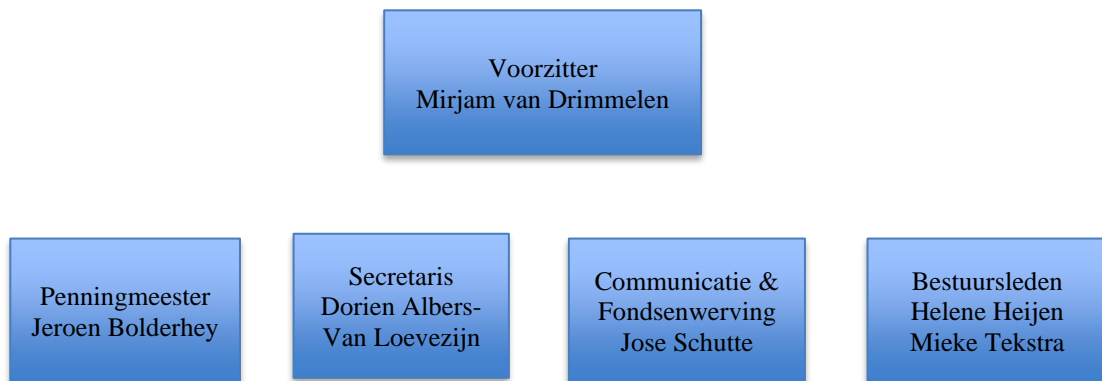 Voorzitter
Mirjam van Drimmelen
Penningmeester
Jeroen Bolderhey
Secretaris
Dorien Albers-
Van Loevezijn
Communicatie &
Fondsenwerving
Jose Schutte
Bestuursleden
Helene Heijen
Mieke Tekstra